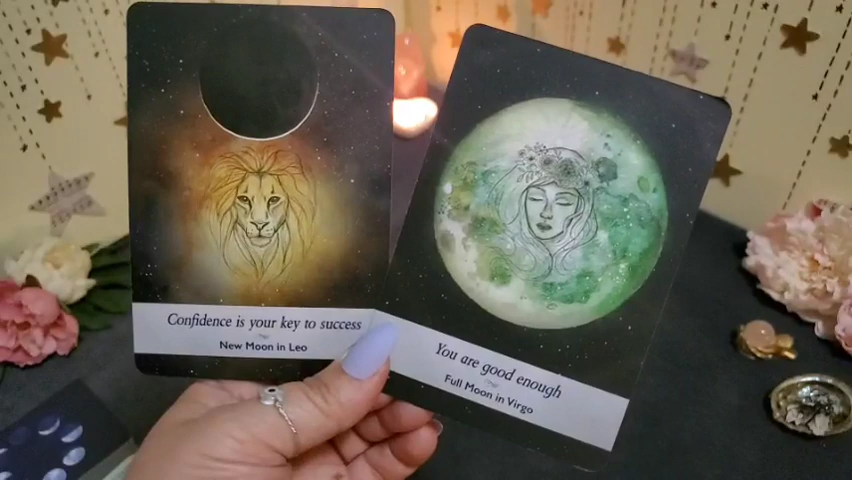 Confidence is your key to success
New Moon in Leo
You are good enough
Full Moon in Virgo